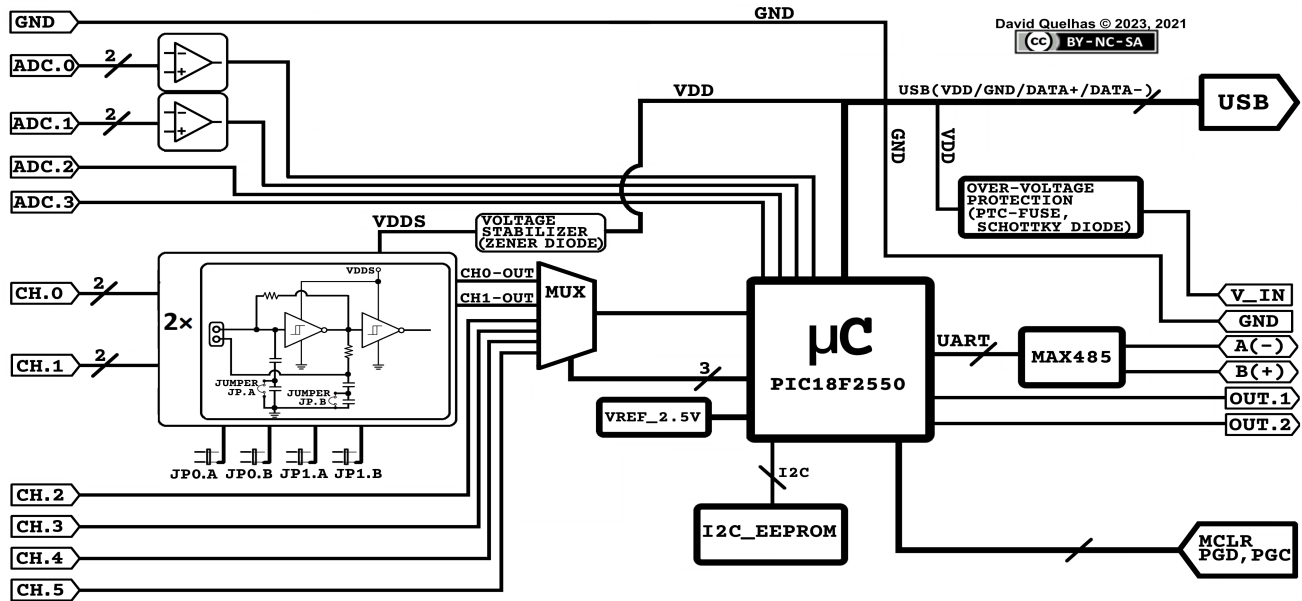 GND
GND
David Quelhas © 2023, 2021
cc BY-NC-SA
ADC.0
2
VDD
USB(VDD/GND/DATA+/DATA-)
USB
ADC.1
2
GND
VDD
ADC.2
ADC.3
OVER-VOLTAGE
PROTECTION
(PTC-FUSE,
SCHOTTKY DIODE)
VDDS
VOLTAGE
STABILIZER
(ZENER DIODE)
VDDS
CH0-OUT
MUX
CH.0
2
CH1-OUT
V_IN
2×
GND
µC
UART
MAX485
A(-)
CH.1
2
PIC18F2550
B(+)
3
JUMPER
JP.A
JUMPER
JP.B
OUT.1
VREF_2.5V
OUT.2
JP0.A
JP0.B
JP1.A
JP1.B
I2C
CH.2
CH.3
I2C_EEPROM
MCLR
PGD,PGC
CH.4
CH.5